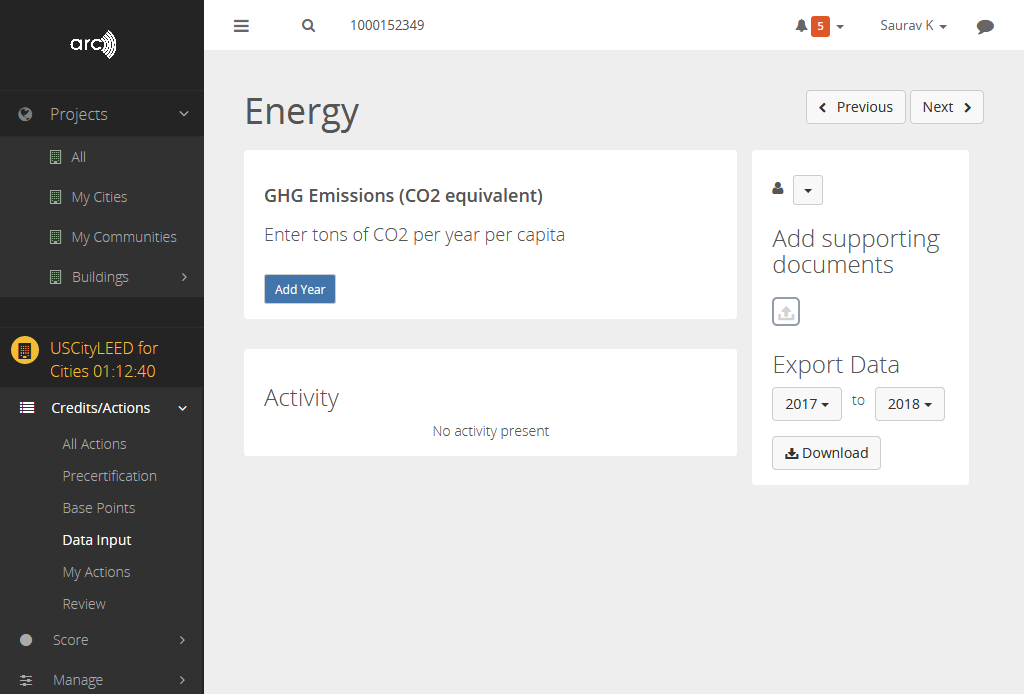 arc
1000152349
5
Saurav K
Projects
All
My Cities
My Communities
Buildings
USCityLEED for
Cities 01:12:40
Credits/Actions
All Actions
Precertification
Base Points
Data Input
My Actions
Review
Score
Manage
Energy
Previous
Next
GHG Emissions (CO2 equivalent)
Enter tons of CO2 per year per capita
Add Year
Activity
No activity present
Add supporting
documents
Export Data
2017 to 2018
Download